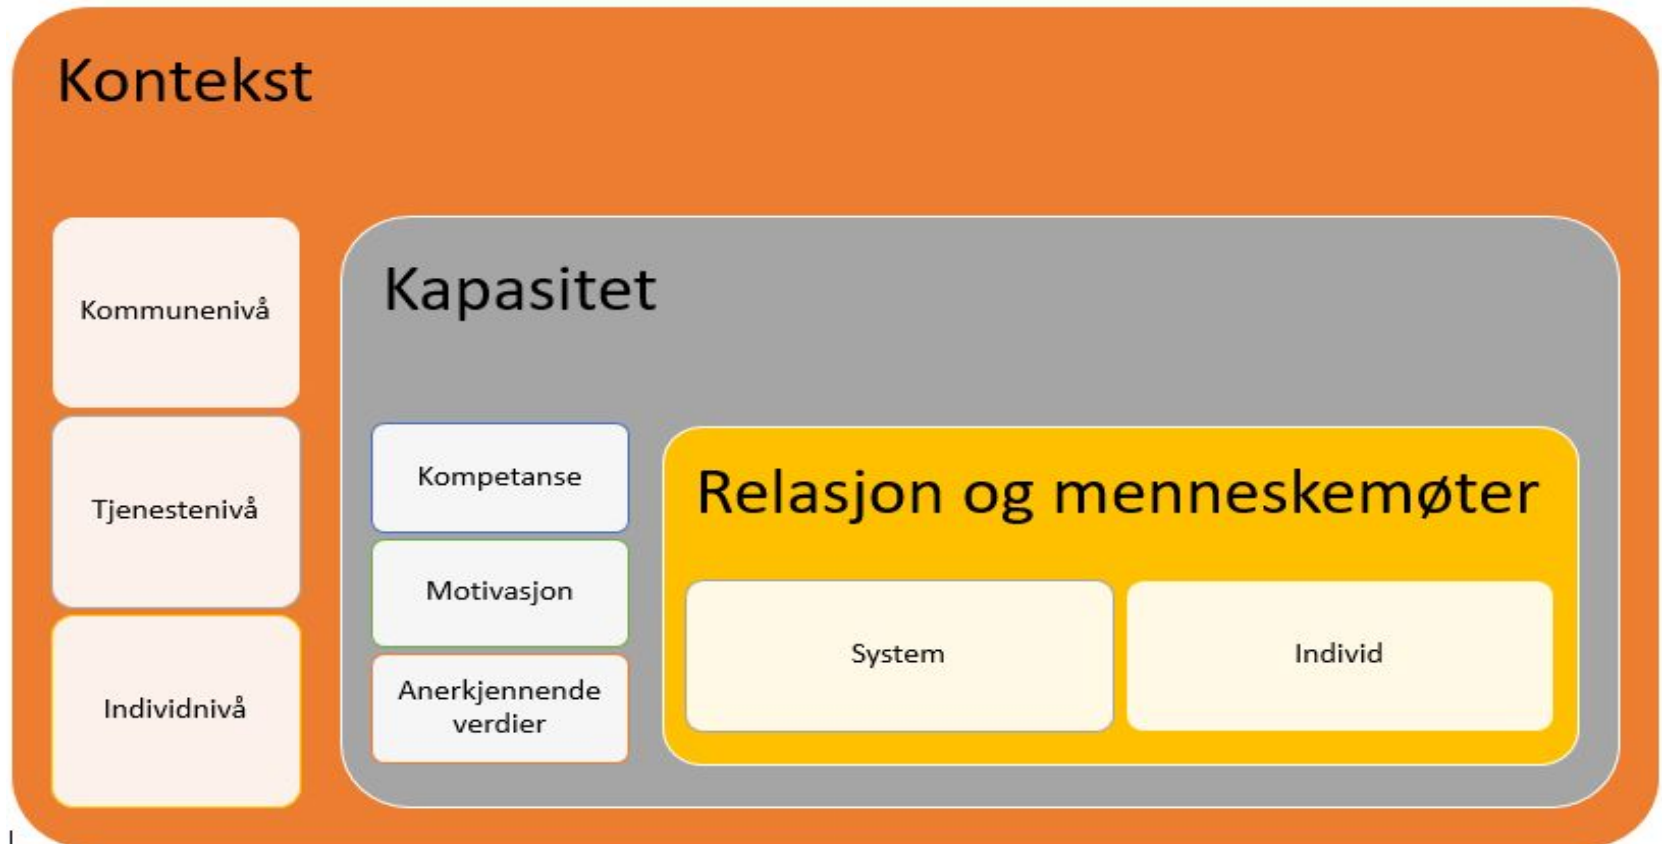 Kontekst
Kommunenivå
Tjenestenivå
Individnivå
Kapasitet
Kompetanse
Motivasjon
Anerkjennende
verdier
Relasjon og menneskemøter
System
Individ